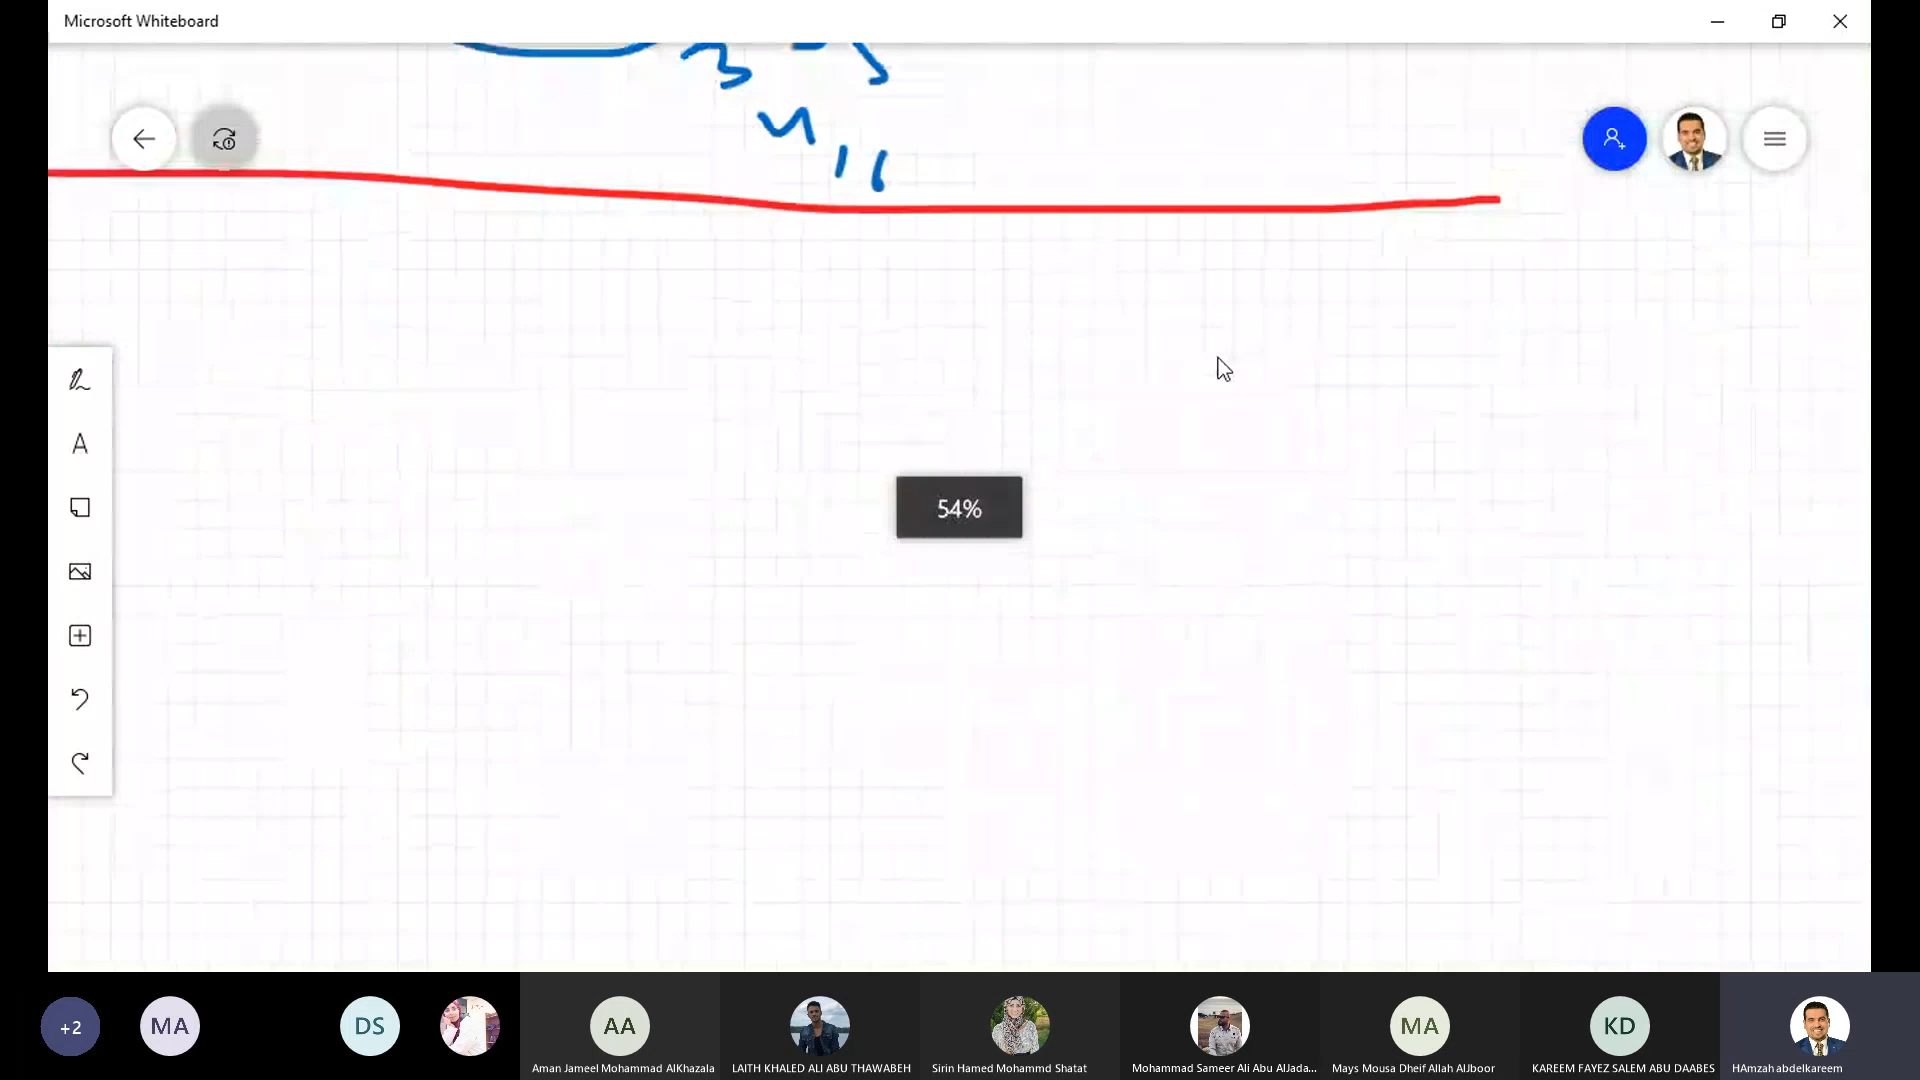 Microsoft Whiteboard
3
11
A
54%
+2
MA
DS
AA
MA
KD
Aman Jameel Mohammad AlKhazala
LAITH KHALED ALI ABU THAWABEH
Sirin Hamed Mohammd Shatat
Mohammad Sameer Ali Abu AlJada...
Mays Mousa Dheif Allah AlJboor
KAREEM FAYEZ SALEM ABU DAABES
HAmzah abdelkareem